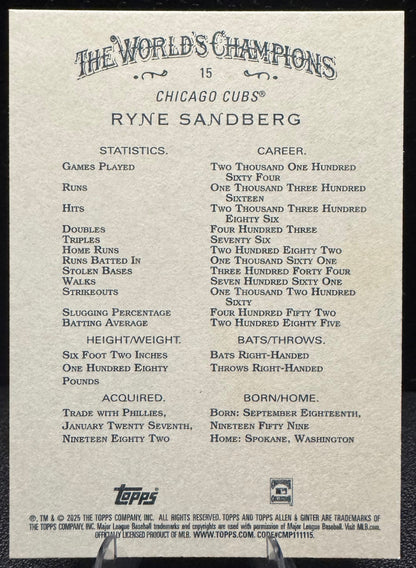 THE WORLD'S CHAMPIONS
15
CHICAGO CUBS®
RYNE SANDBERG
STATISTICS. CAREER.
GAMES PLAYED TWO THOUSAND ONE HUNDRED
SIXTY FOUR
RUNS ONE THOUSAND THREE HUNDRED
SIXTEEN
HITS TWO THOUSAND THREE HUNDRED
EIGHTY SIX
DOUBLES FOUR HUNDRED THREE
TRIPLES SEVENTY SIX
HOME RUNS TWO HUNDRED EIGHTY TWO
RUNS BATTED IN ONE THOUSAND SIXTY ONE
STOLEN BASES THREE HUNDRED FORTY FOUR
WALKS SEVEN HUNDRED SIXTY ONE
STRIKEOUTS ONE THOUSAND TWO HUNDRED
SIXTY
SLUGGING PERCENTAGE FOUR HUNDRED FIFTY TWO
BATTING AVERAGE TWO HUNDRED EIGHTY FIVE
HEIGHT/WEIGHT. BATS/THROWS.
SIX FOOT TWO INCHES BATS RIGHT-HANDED
ONE HUNDRED EIGHTY THROWS RIGHT-HANDED
POUNDS
ACQUIRED. BORN/HOME.
TRADE WITH PHILLIES, BORN: SEPTEMBER EIGHTEENTH,
JANUARY TWENTY SEVENTH, NINETEEN FIFTY NINE
NINETEEN EIGHTY TWO HOME: SPOKANE, WASHINGTON
Topps
COOPERSTOWN
COLLECTION
®, TM & © 2025 THE TOPPS COMPANY, INC. ALL RIGHTS RESERVED. TOPPS AND TOPPS ALLEN & GINTER ARE TRADEMARKS OF
THE TOPPS COMPANY, INC. Major League Baseball trademarks and copyrights are used with permission of Major League Baseball. Visit MLB.com.
OFFICIALLY LICENSED PRODUCT OF MLB. WWW.TOPPS.COM. CODE#CMP111115.